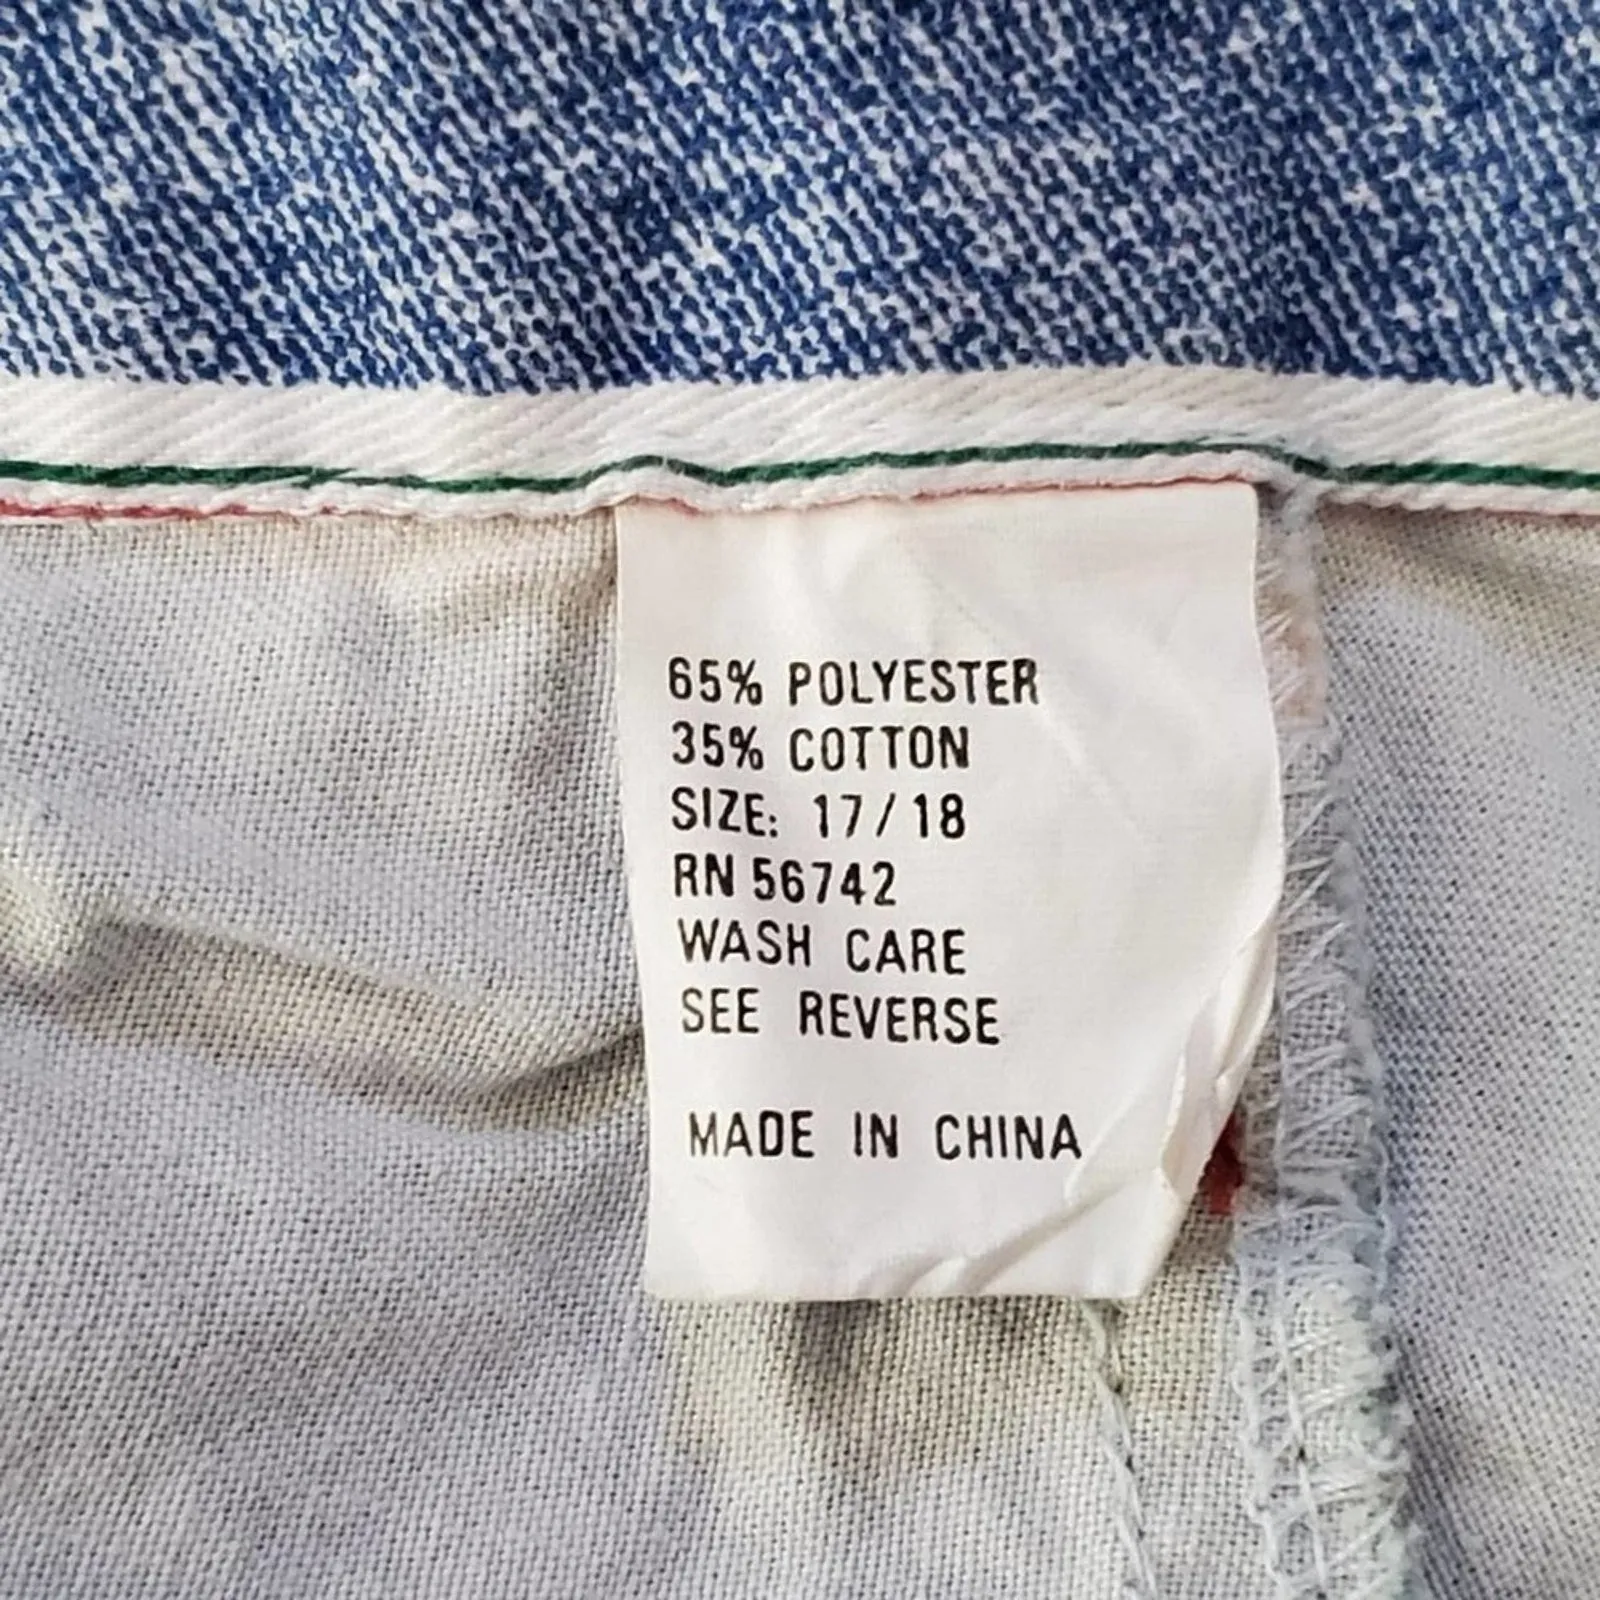 65% POLYESTER
35% COTTON
SIZE: 17/18
RN 56742
WASH CARE
SEE REVERSE
MADE IN CHINA